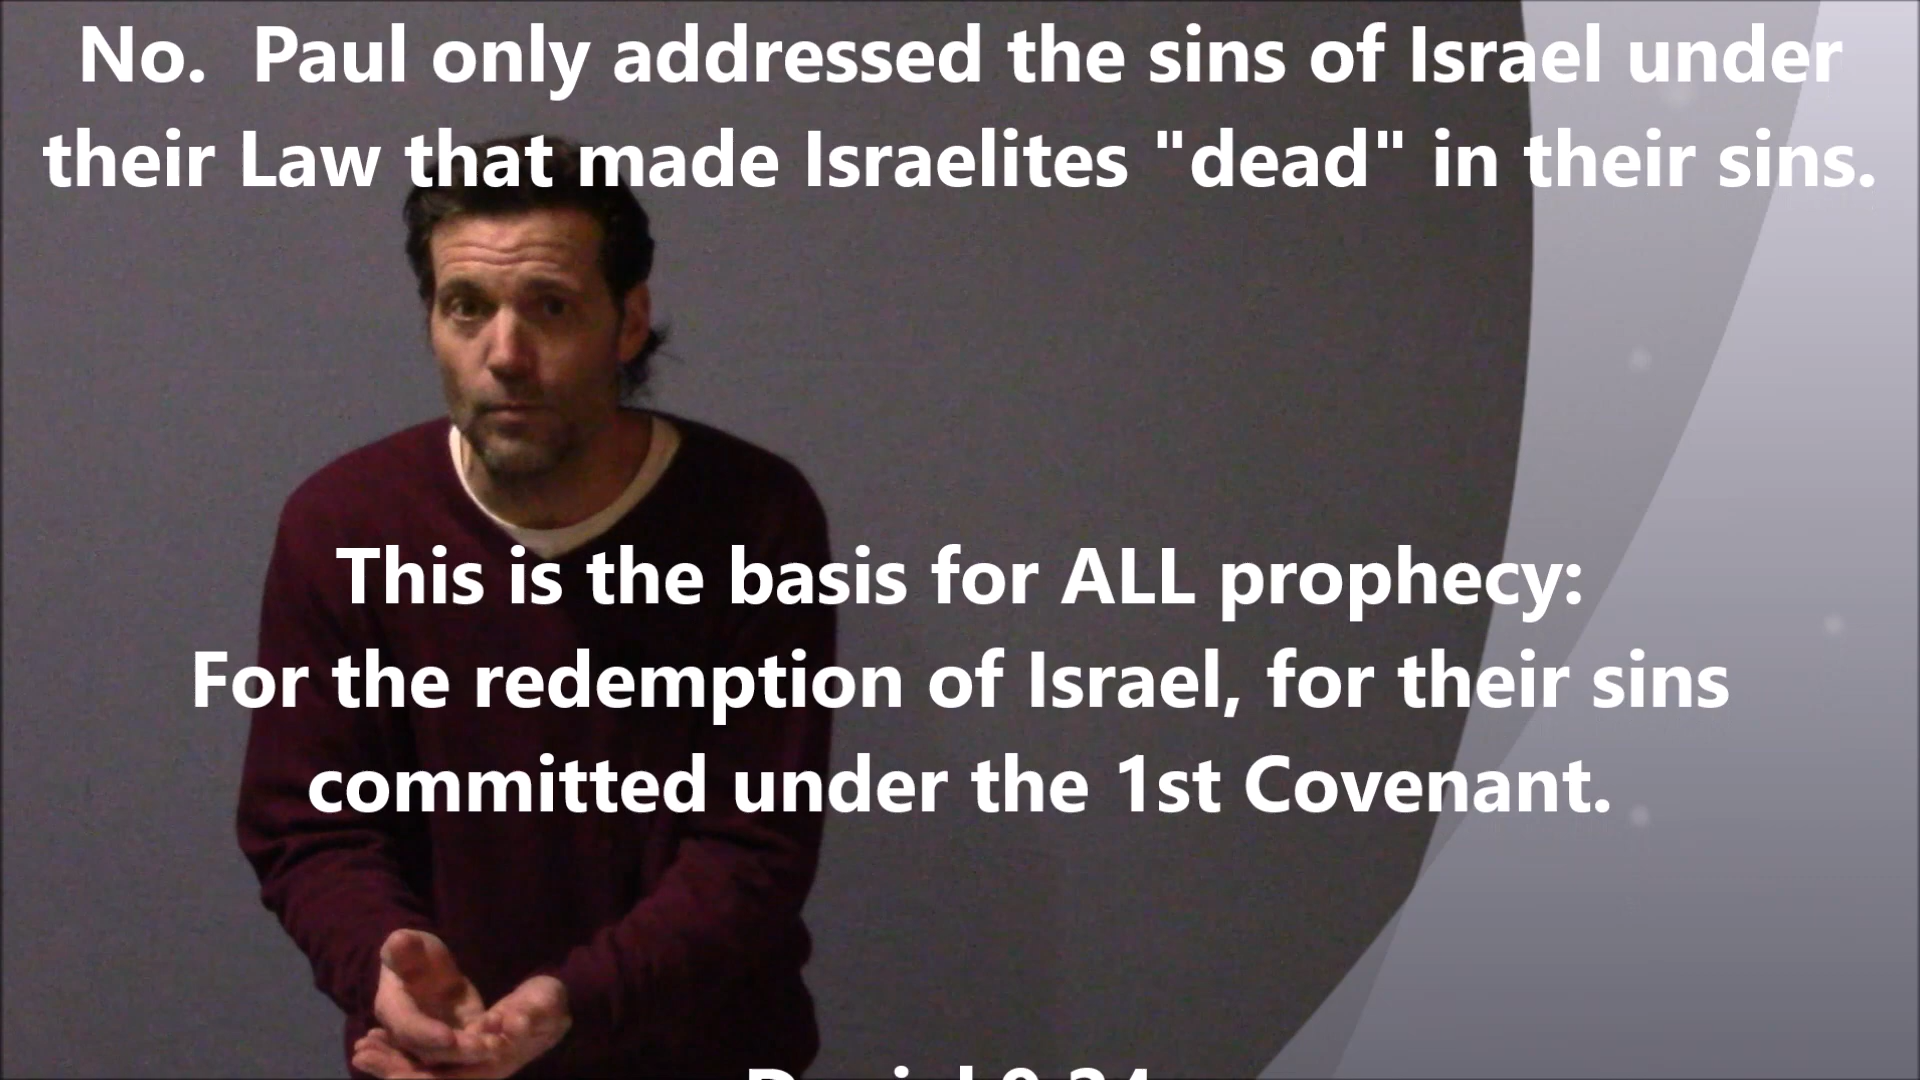 No.  Paul only addressed the sins of Israel under
their Law that made Israelites "dead" in their sins.
This is the basis for ALL prophecy:
For the redemption of Israel, for their sins
committed under the 1st Covenant.